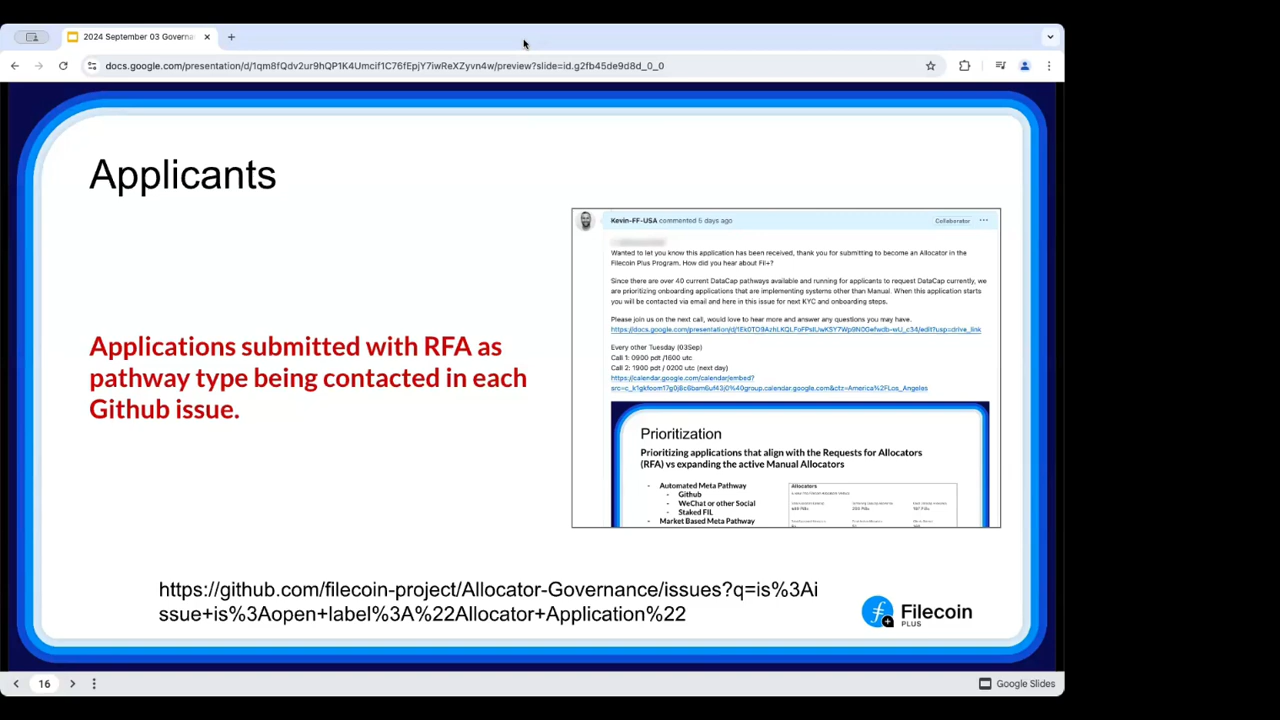 2024 September 03 Governa
docs.google.com/presentation/d/1qm8fQdv2ur9hQP1K4Umcif1C76fEpjY7iwReXZyvn4w/preview?slide=id.g2fb45de9d8d_0_0
Applicants
Applications submitted with RFA as
pathway type being contacted in each
Github issue.
Kevin-FF-USA commented 5 days ago
Collaborator
Wanted to let you know this application has been received, thank you for submitting to become an Allocator in the
Filecoin Plus Program. How did you hear about Fil+?
Since there are over 40 current DataCap pathways available and running for applicants to request DataCap currently, we
are prioritizing onboarding applications that are implementing systems other than Manual. When this application starts
you will be contacted via email and here in this issue for next KYC and onboarding steps.
Please join us on the next call, would love to hear more and answer any questions you may have.
Every other Tuesday (03Sep)
Call 1: 0900 pdt /1600 utc
Call 2: 1900 pdt / 0200 utc (next day)
https://calendar.google.com/calendar/embed?
Prioritization
Prioritizing applications that align with the Requests for Allocators
(RFA) vs expanding the active Manual Allocators
- Automated Meta Pathway
- Github
- WeChat or other Social
- Staked FIL
- Market Based Meta Pathway
Allocators
https://github.com/filecoin-project/Allocator-Governance/issues?q=is%3Ai
ssue+is%3Aopen+label%3A%22Allocator+Application%22
Filecoin
PLUS
16
Google Slides